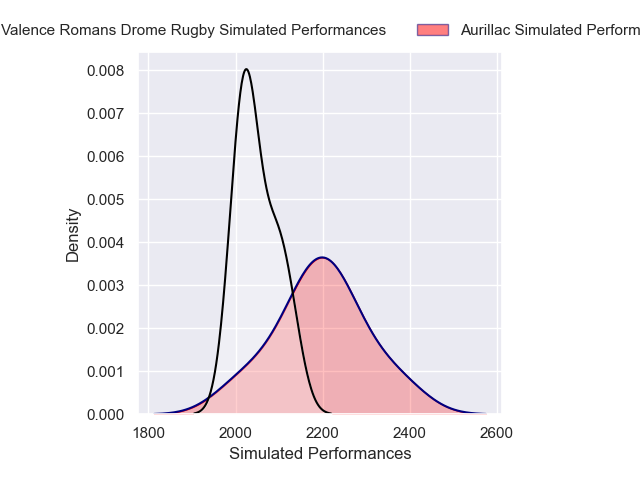 Valence Romans Drome Rugby Simulated Performances Aurillac Simulated Perform
0.008
0.007
0.006
0.005
0.004
0.003
0.002
0.001
0.000
Density
1800 2000 2200 2400 2600
Simulated Performances